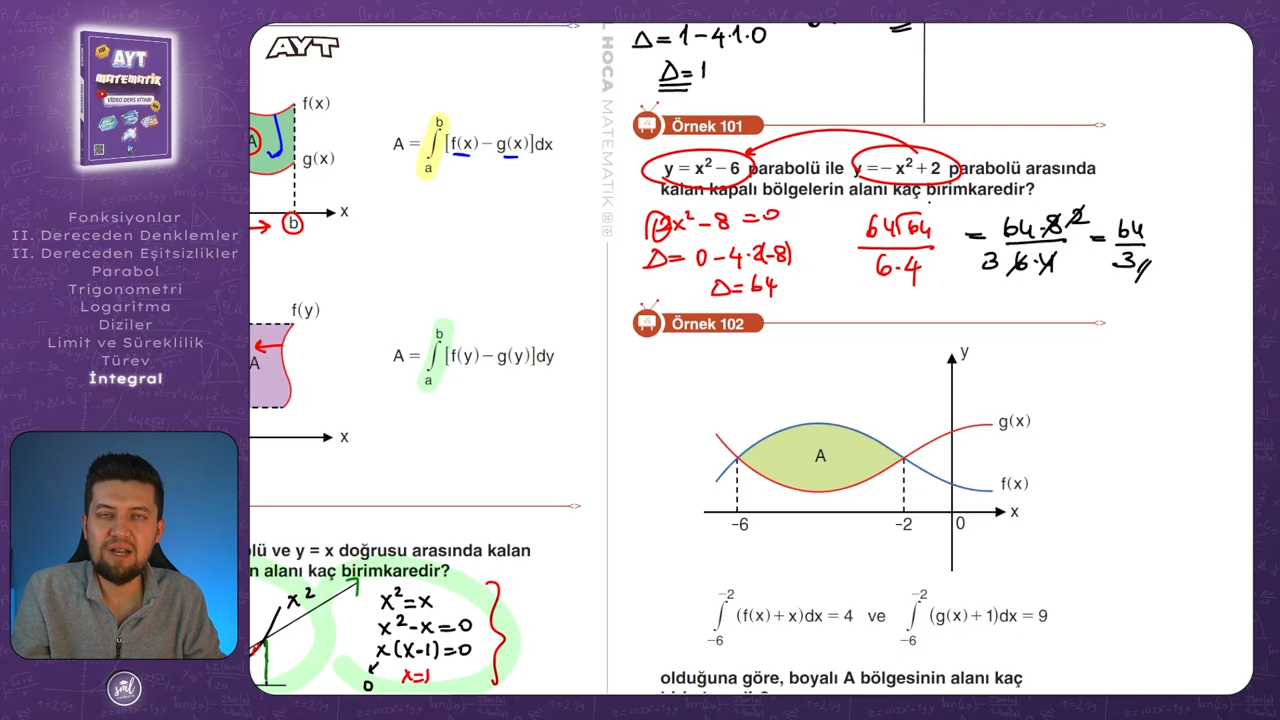 AYT
MATEMATİK
VİDEO DERS KİTABI
Fonksiyonlar
II. Dereceden Denklemler
II. Dereceden Eşitsizlikler
Parabol
Trigonometri
Logaritma
Diziler
Limit ve Süreklilik
Türev
İntegral
sml
AYT
f(x)
A
g(x)
b
x
A = ∫ₐᵇ [f(x) – g(x)]dx
f(y)
A
x
A = ∫ₐᵇ [f(y) – g(y)]dy
lü ve y = x doğrusu arasında kalan
n alanı kaç birimkaredir?
x²
x² = x
x² - x = 0
x(x-1) = 0
0
x=1
HOCA MATEMATİK
Δ = 1 - 4.1.0
Δ = 1
Örnek 101
y = x² – 6 parabolü ile y = – x² + 2 parabolü arasında
kalan kapalı bölgelerin alanı kaç birimkaredir?
2x² - 8 = 0
Δ = 0 - 4.2(-8)
Δ = 64
64√64 / 6.4 = 64.8 2 / 3 6.4 = 64/3
Örnek 102
y
g(x)
A
f(x)
x
–6
–2
0
∫₋₆⁻² (f(x) + x)dx = 4 ve ∫₋₆⁻² (g(x) + 1)dx = 9
olduğuna göre, boyalı A bölgesinin alanı kaç